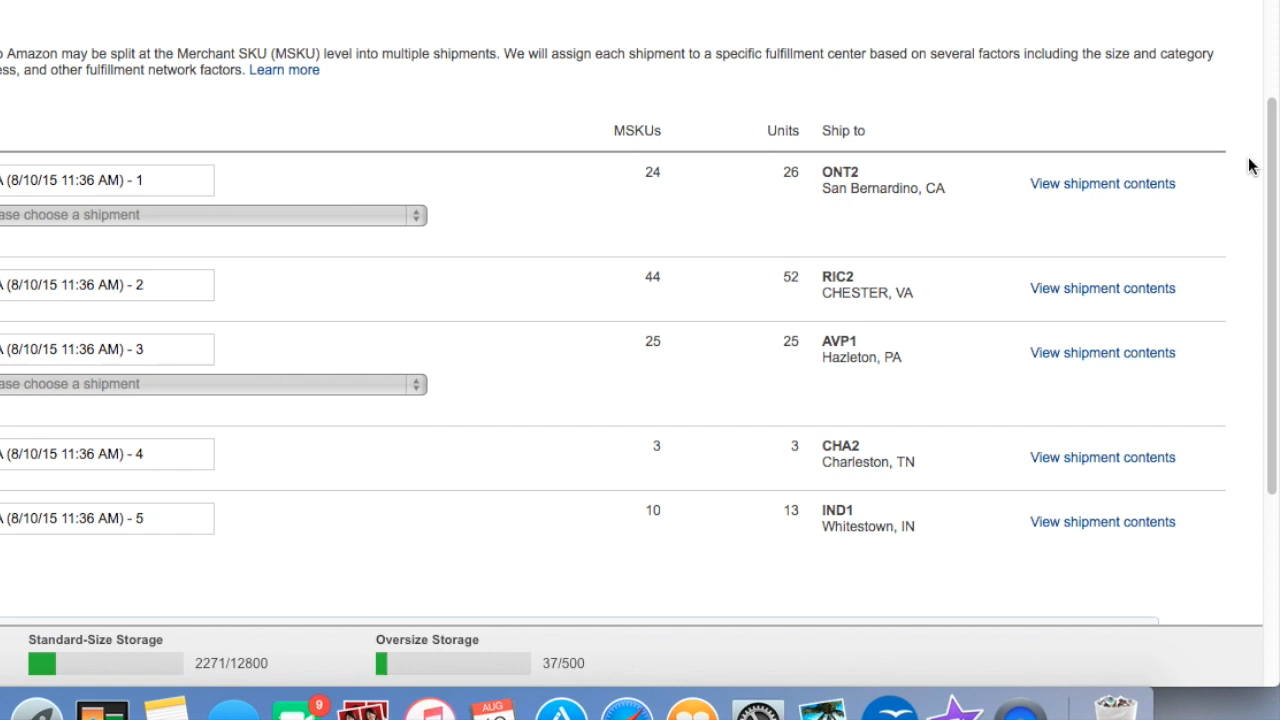 o Amazon may be split at the Merchant SKU (MSKU) level into multiple shipments. We will assign each shipment to a specific fulfillment center based on several factors including the size and category
ess, and other fulfillment network factors. Learn more
MSKUs Units Ship to
A (8/10/15 11:36 AM) - 1 24 26 ONT2 View shipment contents
San Bernardino, CA
ase choose a shipment
A (8/10/15 11:36 AM) - 2 44 52 RIC2 View shipment contents
CHESTER, VA
A (8/10/15 11:36 AM) - 3 25 25 AVP1 View shipment contents
Hazleton, PA
ase choose a shipment
A (8/10/15 11:36 AM) - 4 3 3 CHA2 View shipment contents
Charleston, TN
A (8/10/15 11:36 AM) - 5 10 13 IND1 View shipment contents
Whitestown, IN
Standard-Size Storage Oversize Storage
2271/12800 37/500
9 AUG